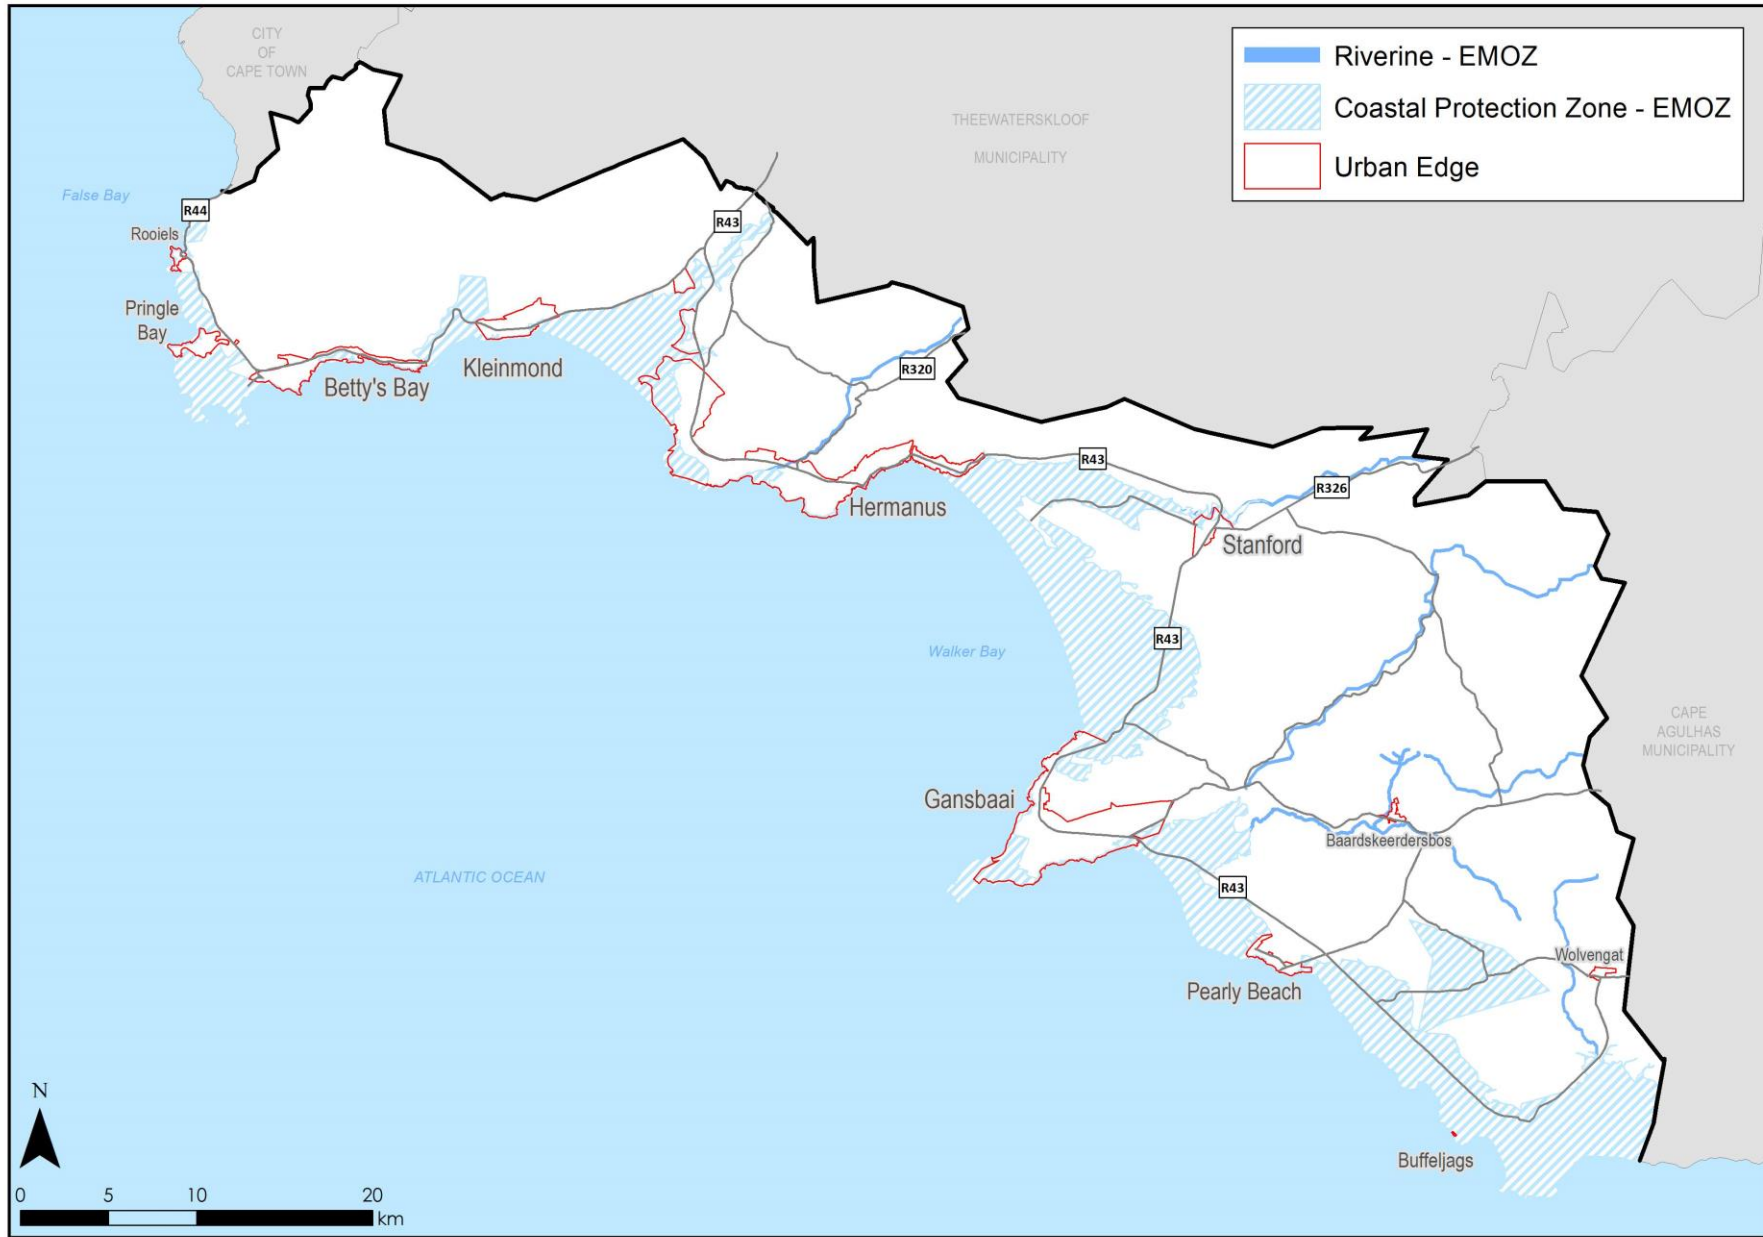 CITY
OF
CAPE TOWN
Riverine - EMOZ
Coastal Protection Zone - EMOZ
Urban Edge
THEEWATERSKLOOF
MUNICIPALITY
False Bay
R44
Rooiels
R43
Pringle
Bay
Betty's Bay
Kleinmond
R320
Hermanus
R43
R326
Stanford
R43
Walker Bay
CAPE
AGULHAS
MUNICIPALITY
Gansbaai
Baardskeerdersbos
ATLANTIC OCEAN
R43
Wolvengat
Pearly Beach
Buffeljags
N
0 5 10 20
km